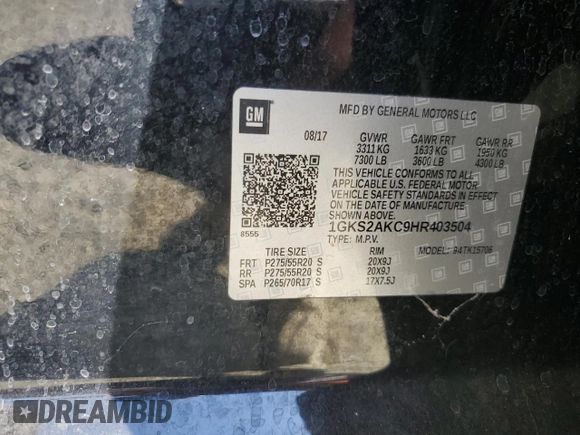 GM
MFD BY GENERAL MOTORS LLC
08/17 GVWR GAWR FRT GAWR RR
3311 KG 1633 KG 1950 KG
7300 LB 3600 LB 4300 LB
THIS VEHICLE CONFORMS TO ALL
APPLICABLE U.S. FEDERAL MOTOR
VEHICLE SAFETY STANDARDS IN EFFECT
ON THE DATE OF MANUFACTURE
SHOWN ABOVE.
8555
1GKS2AKC9HR403504
TYPE: M.P.V. MODEL: 94TK15706
TIRE SIZE RIM
FRT P275/55R20 S 20X9J
RR P275/55R20 S 20X9J
SPA P265/70R17 S 17X7.5J
DREAMBID